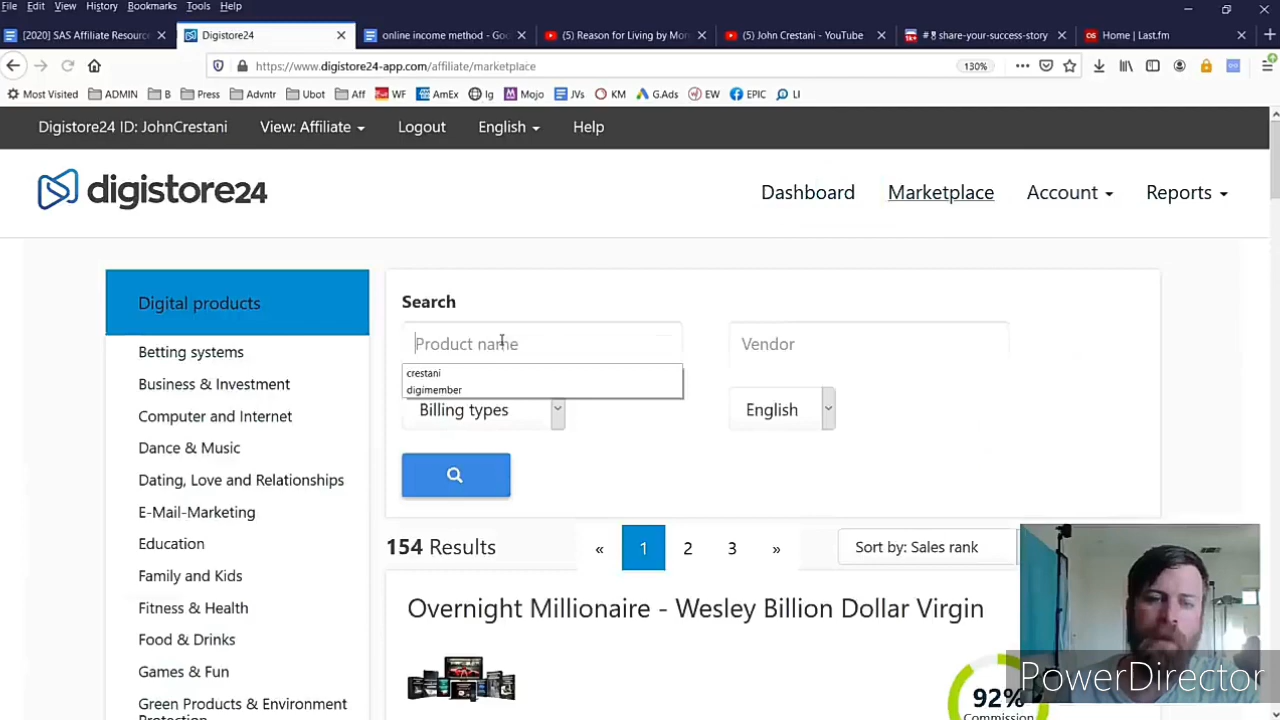 File Edit View History Bookmarks Tools Help
[2020] SAS Affiliate Resourc
Digistore24
online income method - Goo
(5) Reason for Living by Mor
(5) John Crestani - YouTube
share-your-success-story
Home | Last.fm
https://www.digistore24-app.com/affiliate/marketplace
130%
Most Visited ADMIN B Press Advntr Ubot Aff WF AmEx Ig Mojo JVs KM G.Ads EW EPIC LI
Digistore24 ID: JohnCrestani View: Affiliate Logout English Help
digistore24
Dashboard Marketplace Account Reports
Digital products
Betting systems
Business & Investment
Computer and Internet
Dance & Music
Dating, Love and Relationships
E-Mail-Marketing
Education
Family and Kids
Fitness & Health
Food & Drinks
Games & Fun
Green Products & Environment
Protection
Search
Product name
Vendor
crestani
digimember
Billing types
English
154 Results
« 1 2 3 »
Sort by: Sales rank
Overnight Millionaire - Wesley Billion Dollar Virgin
92%
Commission
PowerDirector